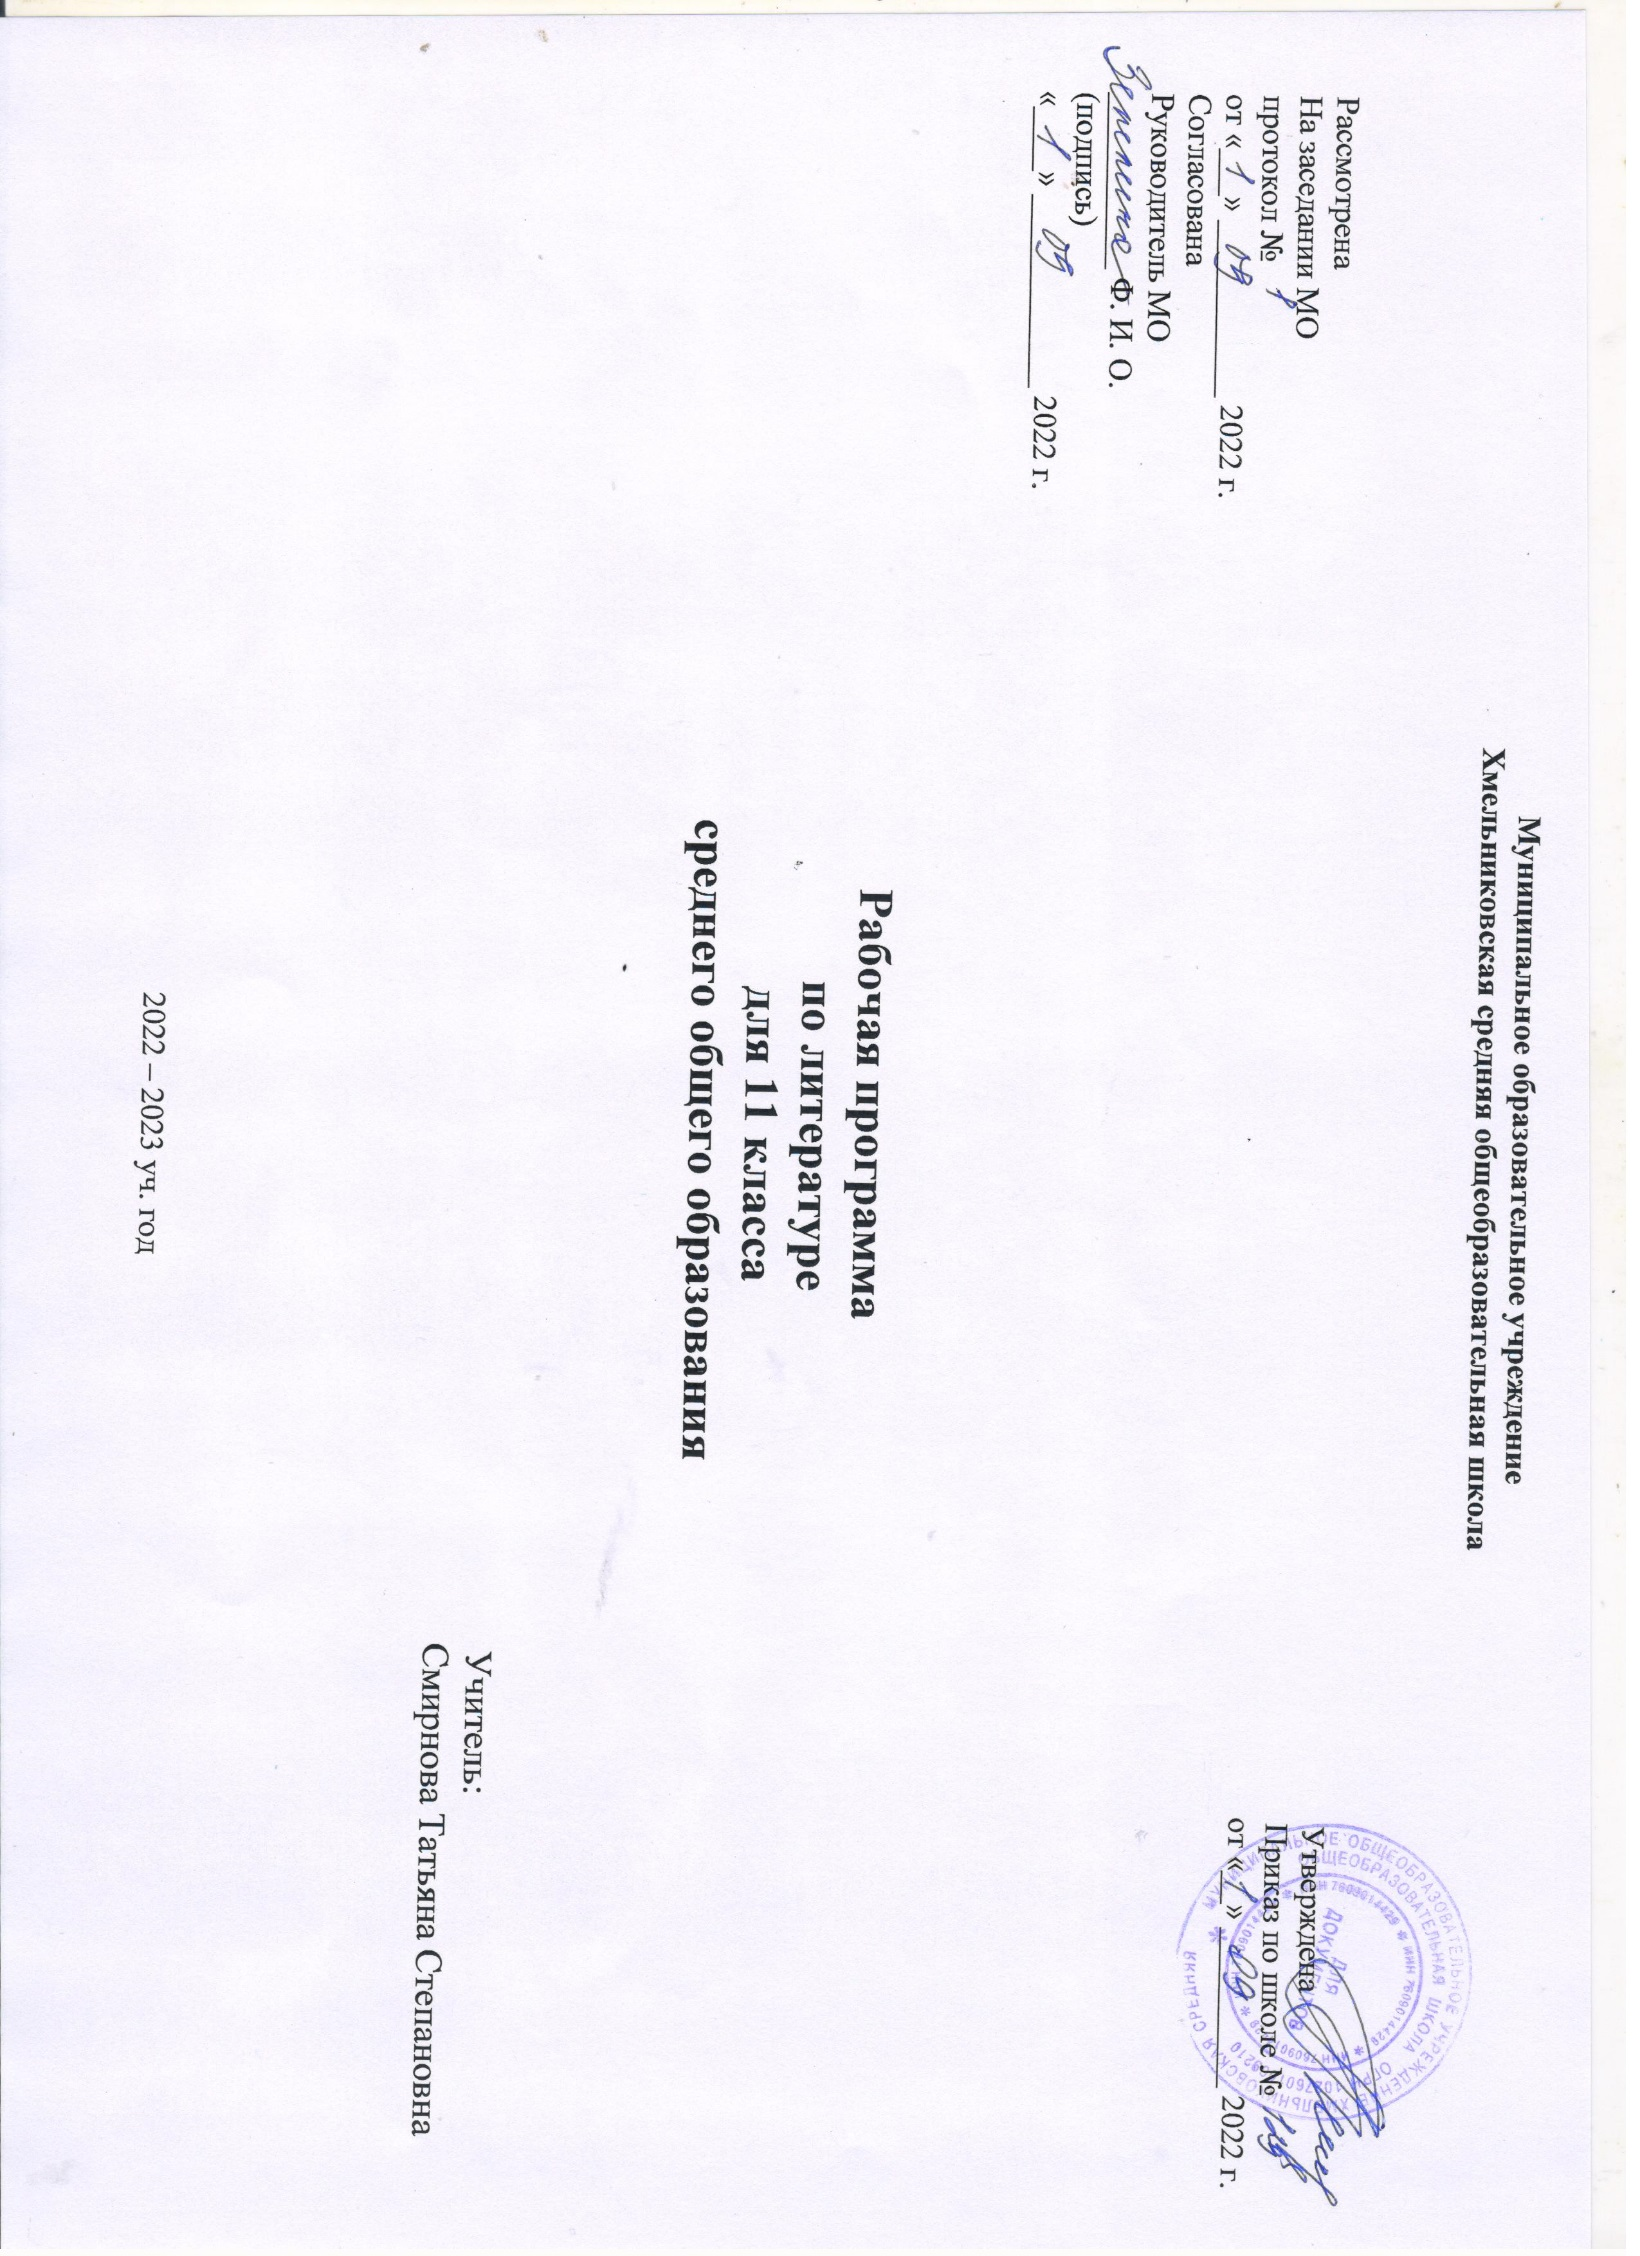 Муниципальное образовательное учреждение
Хмельниковская средняя общеобразовательная школа
Рассмотрена
На заседании МО
протокол № 1
от « 1 » 09 2022 г.
Согласована
Руководитель МО
Ф. И. О.
(подпись)
« 1 » 09 2022 г.
Утверждена
Приказ по школе №
от « 1 » 09 2022 г.
ДЛЯ
ДОКУМЕНТОВ
Рабочая программа
по литературе
для 11 класса
среднего общего образования
Учитель:
Смирнова Татьяна Степановна
2022 – 2023 уч. год